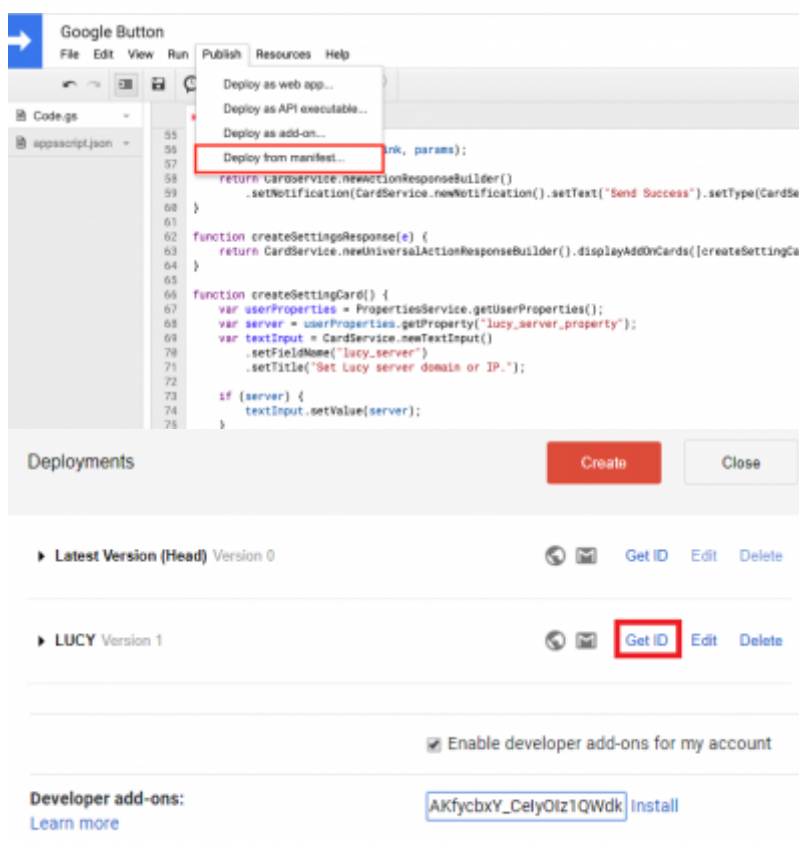 Google Button
File Edit View Run Publish Resources Help
Deploy as web app...
Deploy as API executable...
Deploy as add-on...
Deploy from manifest...
Code.gs
appsscript.json
55
56 ink, params);
57
58 return CardService.newActionResponseBuilder()
59 .setNotification(CardService.newNotification().setText("Send Success").setType(CardSe
60 }
61
62 function createSettingsResponse(e) {
63 return CardService.newUniversalActionResponseBuilder().displayAddOnCards([createSettingCa
64 }
65
66 function createSettingCard() {
67 var userProperties = PropertiesService.getUserProperties();
68 var server = userProperties.getProperty("lucy_server_property");
69 var textInput = CardService.newTextInput()
70 .setFieldName("lucy_server")
71 .setTitle("Set Lucy server domain or IP.");
72
73 if (server) {
74 textInput.setValue(server);
75 }
Deployments Create Close
Latest Version (Head) Version 0 Get ID Edit Delete
LUCY Version 1 Get ID Edit Delete
Enable developer add-ons for my account
Developer add-ons: AKfycbxY_CeIyOIz1QWdk Install
Learn more